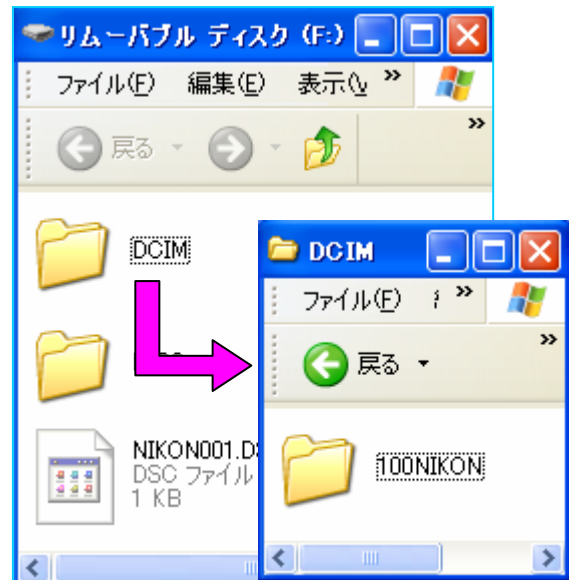 リムーバブル ディスク (F:)
ファイル(F) 編集(E) 表示(V »
戻る »
DCIM
NIKON001.D
DSC ファイル
1 KB
DCIM
ファイル(F) »
戻る »
100NIKON